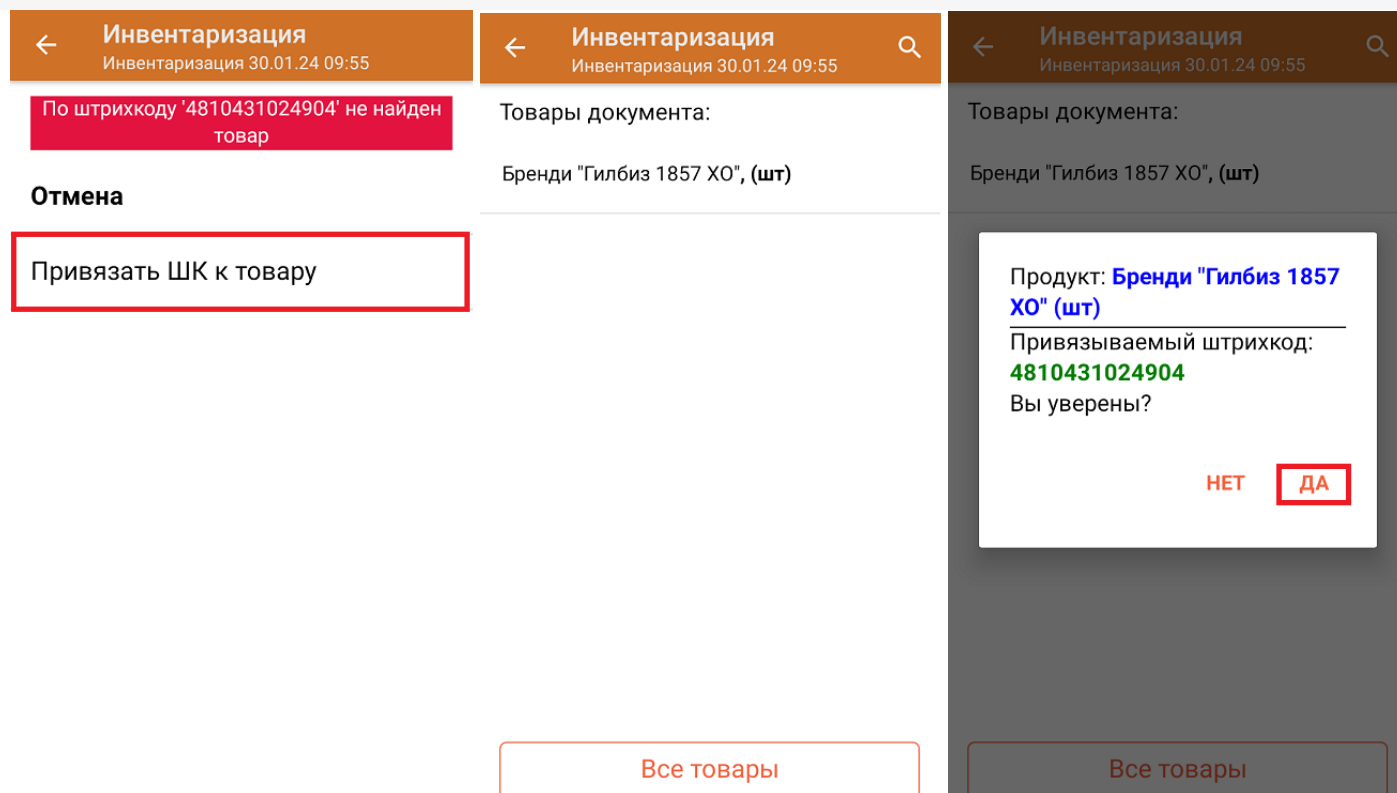 Инвентаризация
Инвентаризация 30.01.24 09:55
По штрихкоду '4810431024904' не найден
товар
Отмена
Привязать ШК к товару
Инвентаризация
Инвентаризация 30.01.24 09:55
Товары документа:
Бренди "Гилбиз 1857 ХО", (шт)
Все товары
Инвентаризация
Инвентаризация 30.01.24 09:55
Товары документа:
Бренди "Гилбиз 1857 ХО", (шт)
Продукт: Бренди "Гилбиз 1857
ХО" (шт)
Привязываемый штрихкод:
4810431024904
Вы уверены?
НЕТ ДА
Все товары